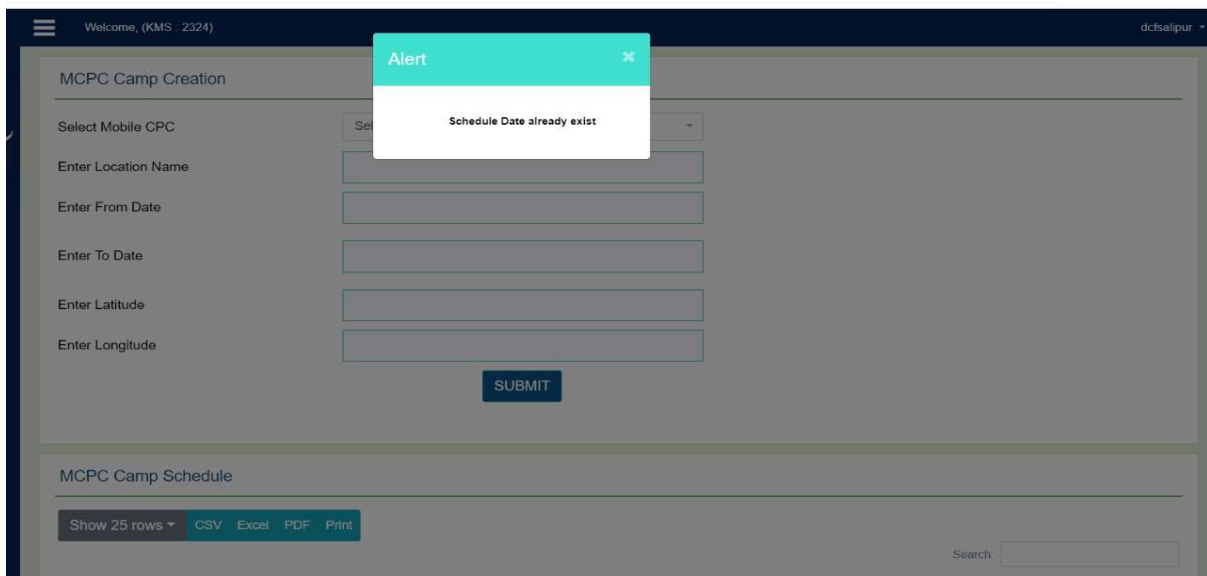 Welcome, (KMS : 2324)
dcfsalipur
Alert
Schedule Date already exist
MCPC Camp Creation
Select Mobile CPC
Sel
Enter Location Name
Enter From Date
Enter To Date
Enter Latitude
Enter Longitude
SUBMIT
MCPC Camp Schedule
Show 25 rows CSV Excel PDF Print
Search: